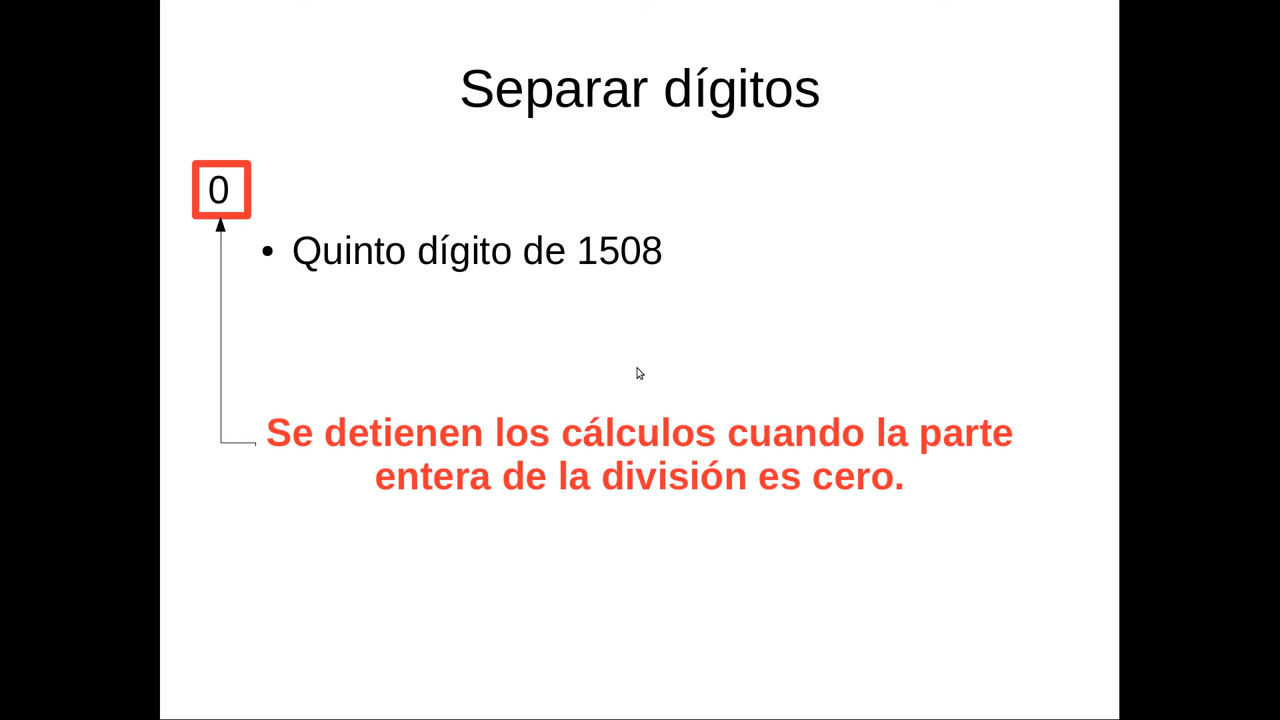 Separar dígitos
0
• Quinto dígito de 1508
Se detienen los cálculos cuando la parte
entera de la división es cero.